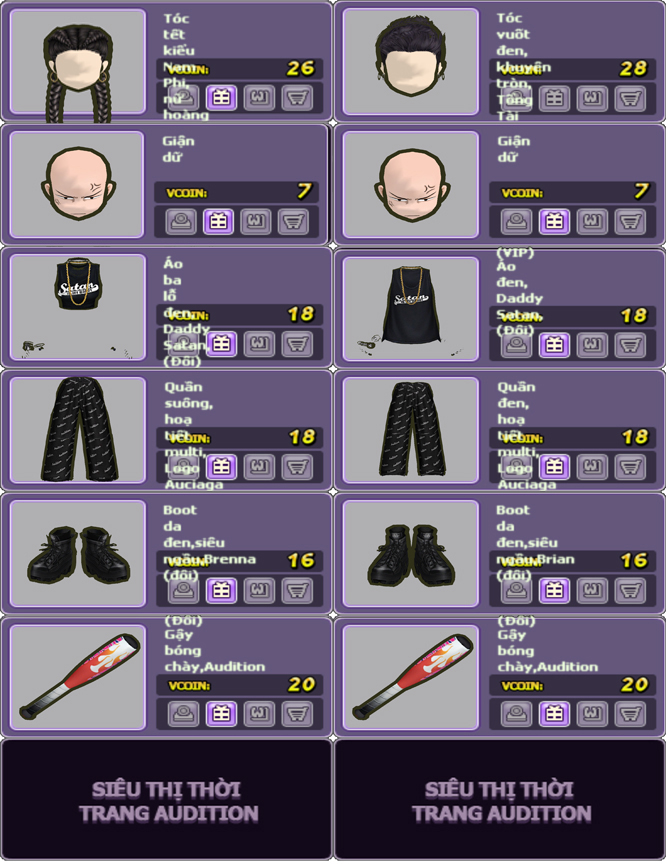 Tóc
tết
kiểu
Nam
VCOIN: 26
Phi,
nữ
hoàng
Tóc
vuốt
đen,
khuyên
VCOIN: 28
tròn,
Tổng
Tài
Giận
dữ
VCOIN: 7
Giận
dữ
VCOIN: 7
Áo
ba
lỗ
đen,
VCOIN: 18
Daddy
Satan,
(Đôi)
Satan
(VIP)
Áo
đen,
Daddy
Satan,
VCOIN: 18
(Đôi)
Satan
Quần
suông,
hoạ
tiết
VCOIN: 18
multi,
Logo
Auciaga
Quần
đen,
hoạ
tiết
VCOIN: 18
multi,
Logo
Auciaga
Boot
da
đen,siêu
ngầu,Brenna
VCOIN: 16
(đôi)
Boot
da
đen,siêu
ngầu,Brian
VCOIN: 16
(đôi)
(Đôi)
Gậy
bóng
chày,Audition
VCOIN: 20
(Đôi)
Gậy
bóng
chày,Audition
VCOIN: 20
SIÊU THỊ THỜI
TRANG AUDITION
SIÊU THỊ THỜI
TRANG AUDITION